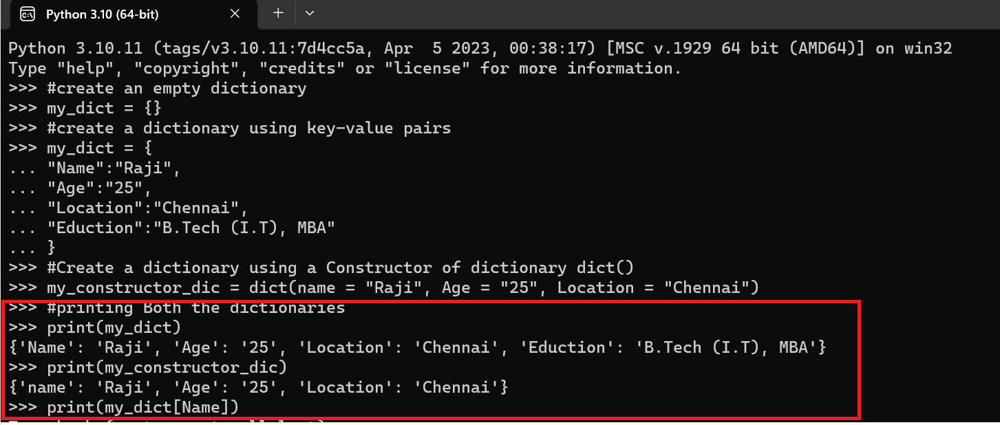 Python 3.10 (64-bit)
Python 3.10.11 (tags/v3.10.11:7d4cc5a, Apr  5 2023, 00:38:17) [MSC v.1929 64 bit (AMD64)] on win32
Type "help", "copyright", "credits" or "license" for more information.
>>> #create an empty dictionary
>>> my_dict = {}
>>> #create a dictionary using key-value pairs
>>> my_dict = {
... "Name":"Raji",
... "Age":"25",
... "Location":"Chennai",
... "Eduction":"B.Tech (I.T), MBA"
... }
>>> #Create a dictionary using a Constructor of dictionary dict()
>>> my_constructor_dic = dict(name = "Raji", Age = "25", Location = "Chennai")
>>> #printing Both the dictionaries
>>> print(my_dict)
{'Name': 'Raji', 'Age': '25', 'Location': 'Chennai', 'Eduction': 'B.Tech (I.T), MBA'}
>>> print(my_constructor_dic)
{'name': 'Raji', 'Age': '25', 'Location': 'Chennai'}
>>> print(my_dict[Name])